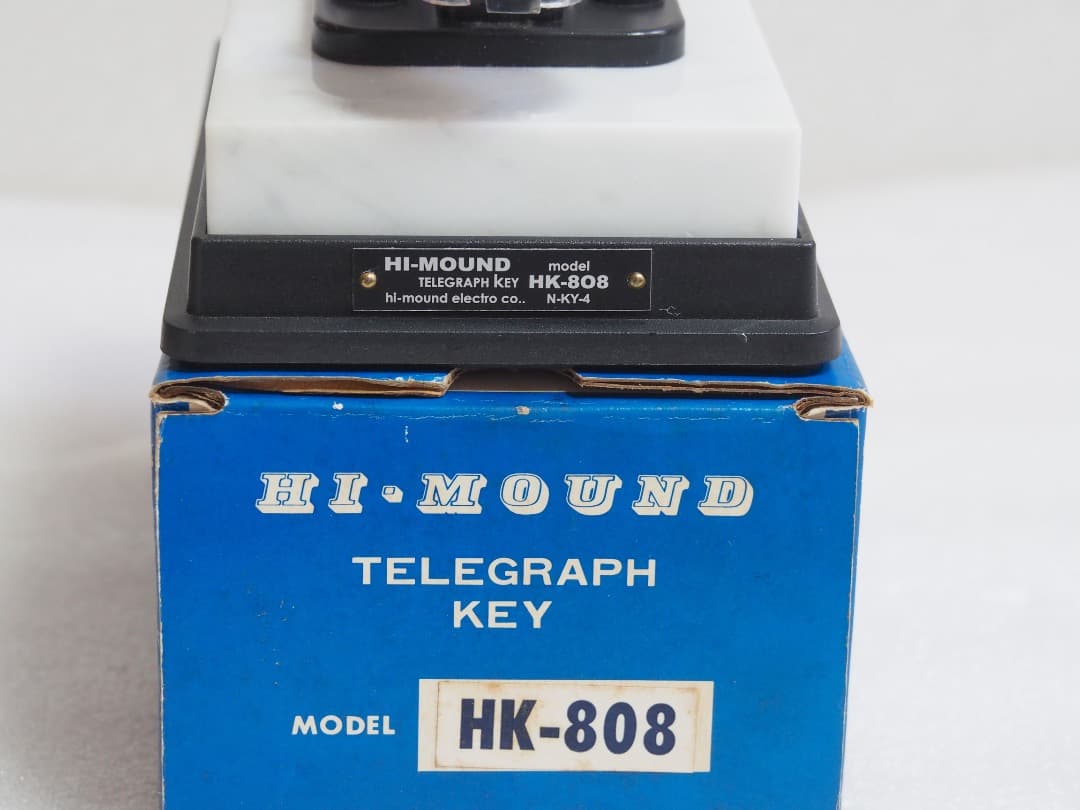 HI-MOUND model
TELEGRAPH KEY HK-808
hi-mound electro co.. N-KY-4
HI-MOUND
TELEGRAPH
KEY
MODEL HK-808